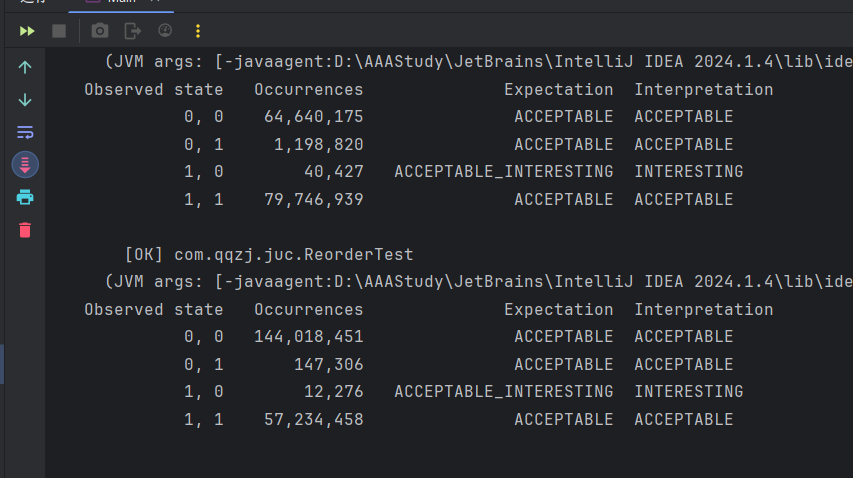 Main
(JVM args: [-javaagent:D:\AAAStudy\JetBrains\IntelliJ IDEA 2024.1.4\lib\ide
Observed state Occurrences Expectation Interpretation
0, 0 64,640,175 ACCEPTABLE ACCEPTABLE
0, 1 1,198,820 ACCEPTABLE ACCEPTABLE
1, 0 40,427 ACCEPTABLE_INTERESTING INTERESTING
1, 1 79,746,939 ACCEPTABLE ACCEPTABLE
[OK] com.qqzj.juc.ReorderTest
(JVM args: [-javaagent:D:\AAAStudy\JetBrains\IntelliJ IDEA 2024.1.4\lib\ide
Observed state Occurrences Expectation Interpretation
0, 0 144,018,451 ACCEPTABLE ACCEPTABLE
0, 1 147,306 ACCEPTABLE ACCEPTABLE
1, 0 12,276 ACCEPTABLE_INTERESTING INTERESTING
1, 1 57,234,458 ACCEPTABLE ACCEPTABLE